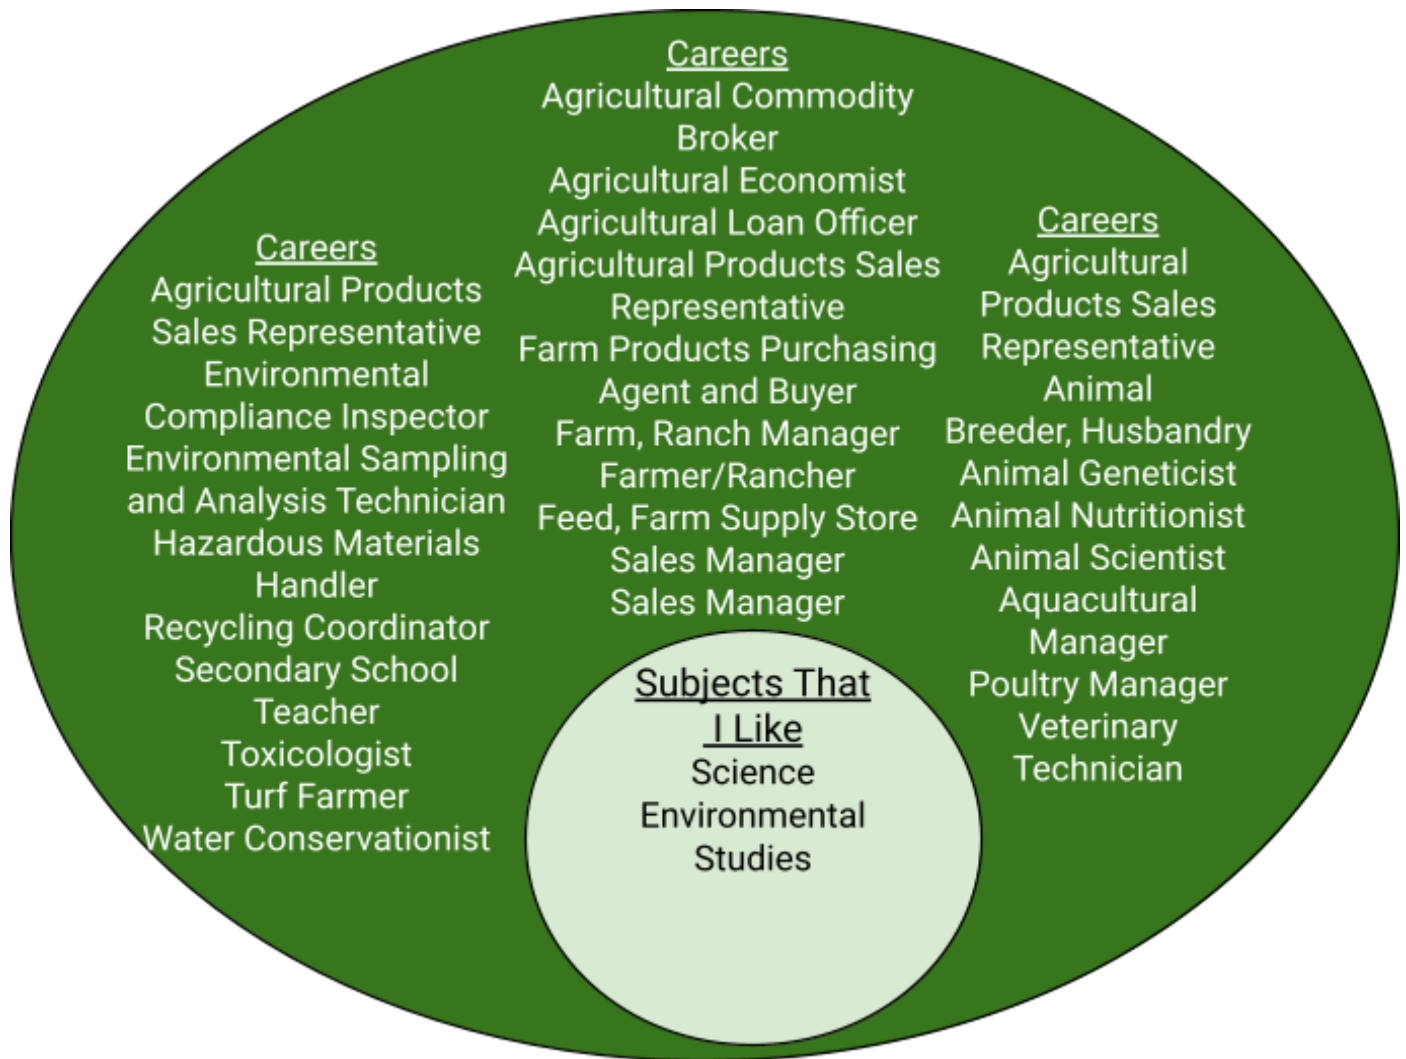 Careers
Agricultural Products
Sales Representative
Environmental
Compliance Inspector
Environmental Sampling
and Analysis Technician
Hazardous Materials
Handler
Recycling Coordinator
Secondary School
Teacher
Toxicologist
Turf Farmer
Water Conservationist
Careers
Agricultural Commodity
Broker
Agricultural Economist
Agricultural Loan Officer
Agricultural Products Sales
Representative
Farm Products Purchasing
Agent and Buyer
Farm, Ranch Manager
Farmer/Rancher
Feed, Farm Supply Store
Sales Manager
Sales Manager
Careers
Agricultural
Products Sales
Representative
Animal
Breeder, Husbandry
Animal Geneticist
Animal Nutritionist
Animal Scientist
Aquacultural
Manager
Poultry Manager
Veterinary
Technician
Subjects That
I Like
Science
Environmental
Studies